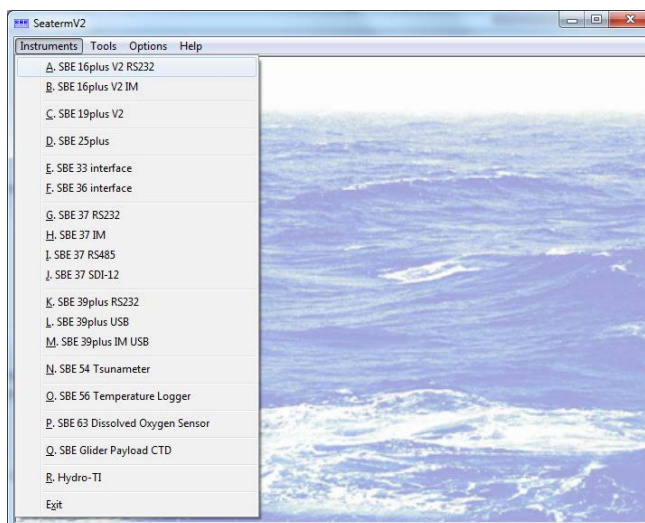 SeatermV2
Instruments Tools Options Help
A. SBE 16plus V2 RS232
B. SBE 16plus V2 IM
C. SBE 19plus V2
D. SBE 25plus
E. SBE 33 interface
F. SBE 36 interface
G. SBE 37 RS232
H. SBE 37 IM
I. SBE 37 RS485
J. SBE 37 SDI-12
K. SBE 39plus RS232
L. SBE 39plus USB
M. SBE 39plus IM USB
N. SBE 54 Tsunameter
O. SBE 56 Temperature Logger
P. SBE 63 Dissolved Oxygen Sensor
Q. SBE Glider Payload CTD
R. Hydro-TI
Exit